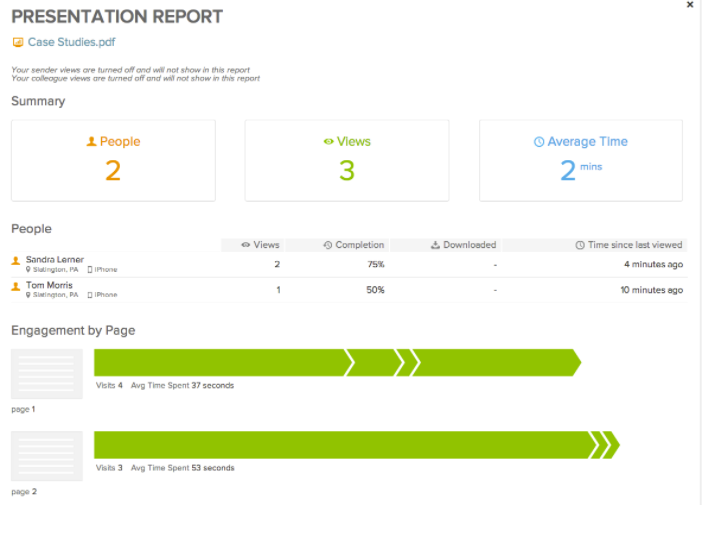 PRESENTATION REPORT
Case Studies.pdf
Your sender views are turned off and will not show in this report
Your colleague views are turned off and will not show in this report
Summary
People
2
Views
3
Average Time
2 mins
People
Views Completion Downloaded Time since last viewed
Sandra Lerner
Slatington, PA iPhone
2 75% - 4 minutes ago
Tom Morris
Slatington, PA iPhone
1 50% - 10 minutes ago
Engagement by Page
Visits 4 Avg Time Spent 37 seconds
page 1
Visits 3 Avg Time Spent 53 seconds
page 2